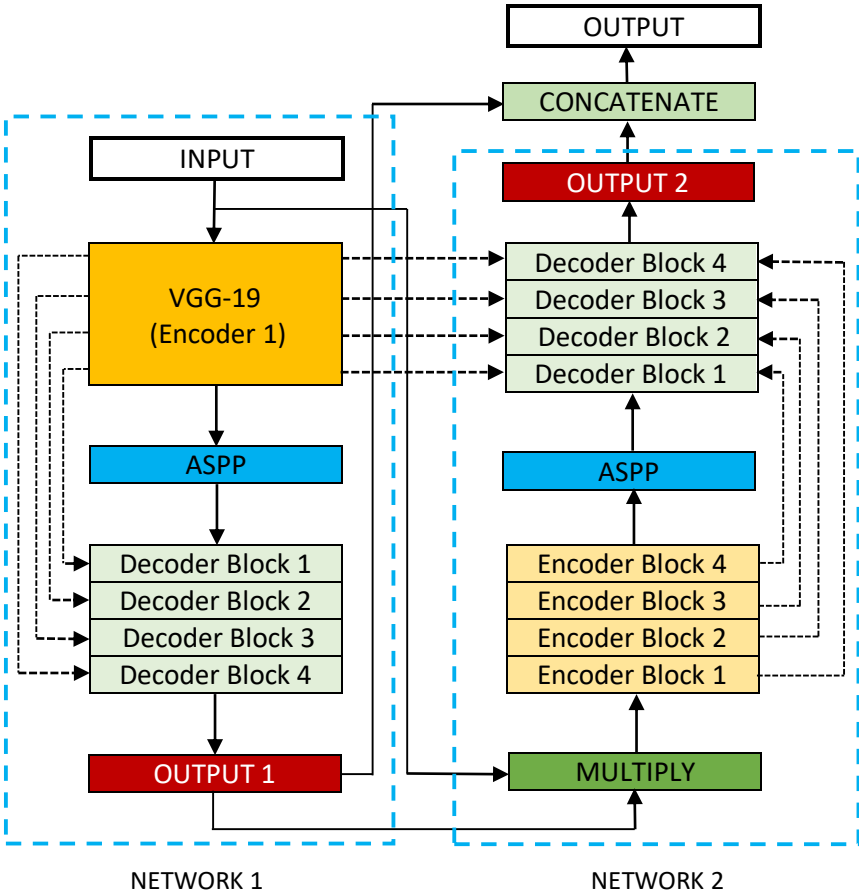 OUTPUT
CONCATENATE
INPUT
OUTPUT 2
VGG-19
(Encoder 1)
Decoder Block 4
Decoder Block 3
Decoder Block 2
Decoder Block 1
ASPP
ASPP
Decoder Block 1
Decoder Block 2
Decoder Block 3
Decoder Block 4
Encoder Block 4
Encoder Block 3
Encoder Block 2
Encoder Block 1
OUTPUT 1
MULTIPLY
NETWORK 1
NETWORK 2